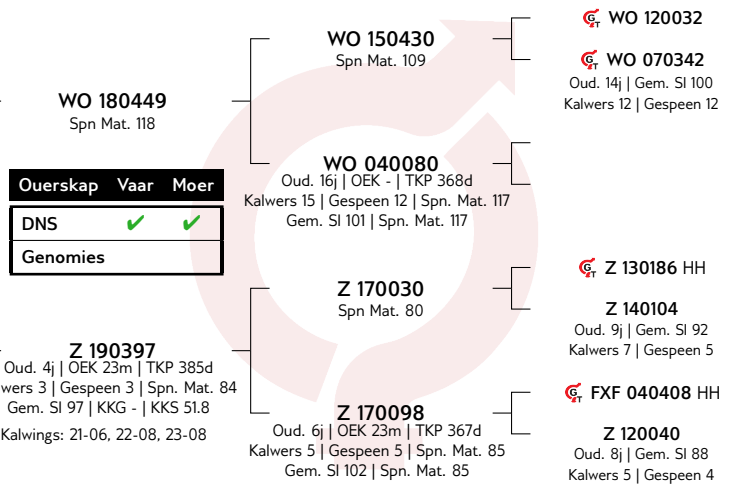 WO 180449
Spn Mat. 118
Ouerskap Vaar Moer
DNS ✔ ✔
Genomies
Z 190397
Oud. 4j | OEK 23m | TKP 385d
wers 3 | Gespeen 3 | Spn. Mat. 84
Gem. SI 97 | KKG - | KKS 51.8
Kalwings: 21-06, 22-08, 23-08
WO 150430
Spn Mat. 109
WO 040080
Oud. 16j | OEK - | TKP 368d
Kalwers 15 | Gespeen 12 | Spn. Mat. 117
Gem. SI 101 | Spn. Mat. 117
Z 170030
Spn Mat. 80
Z 170098
Oud. 6j | OEK 23m | TKP 367d
Kalwers 5 | Gespeen 5 | Spn. Mat. 85
Gem. SI 102 | Spn. Mat. 85
GT WO 120032
GT WO 070342
Oud. 14j | Gem. SI 100
Kalwers 12 | Gespeen 12
GT Z 130186 HH
Z 140104
Oud. 9j | Gem. SI 92
Kalwers 7 | Gespeen 5
GT FXF 040408 HH
Z 120040
Oud. 8j | Gem. SI 88
Kalwers 5 | Gespeen 4